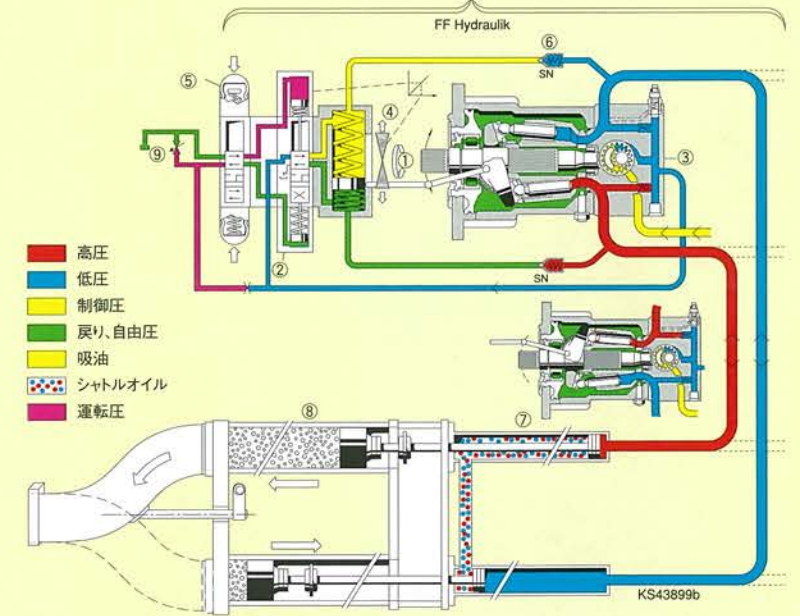 FF Hydraulik
⑤
⑥
SN
④
①
③
⑨
②
SN
高圧
低圧
制御圧
戻り、自由圧
吸油
シャトルオイル
運転圧
⑧
⑦
KS43899b